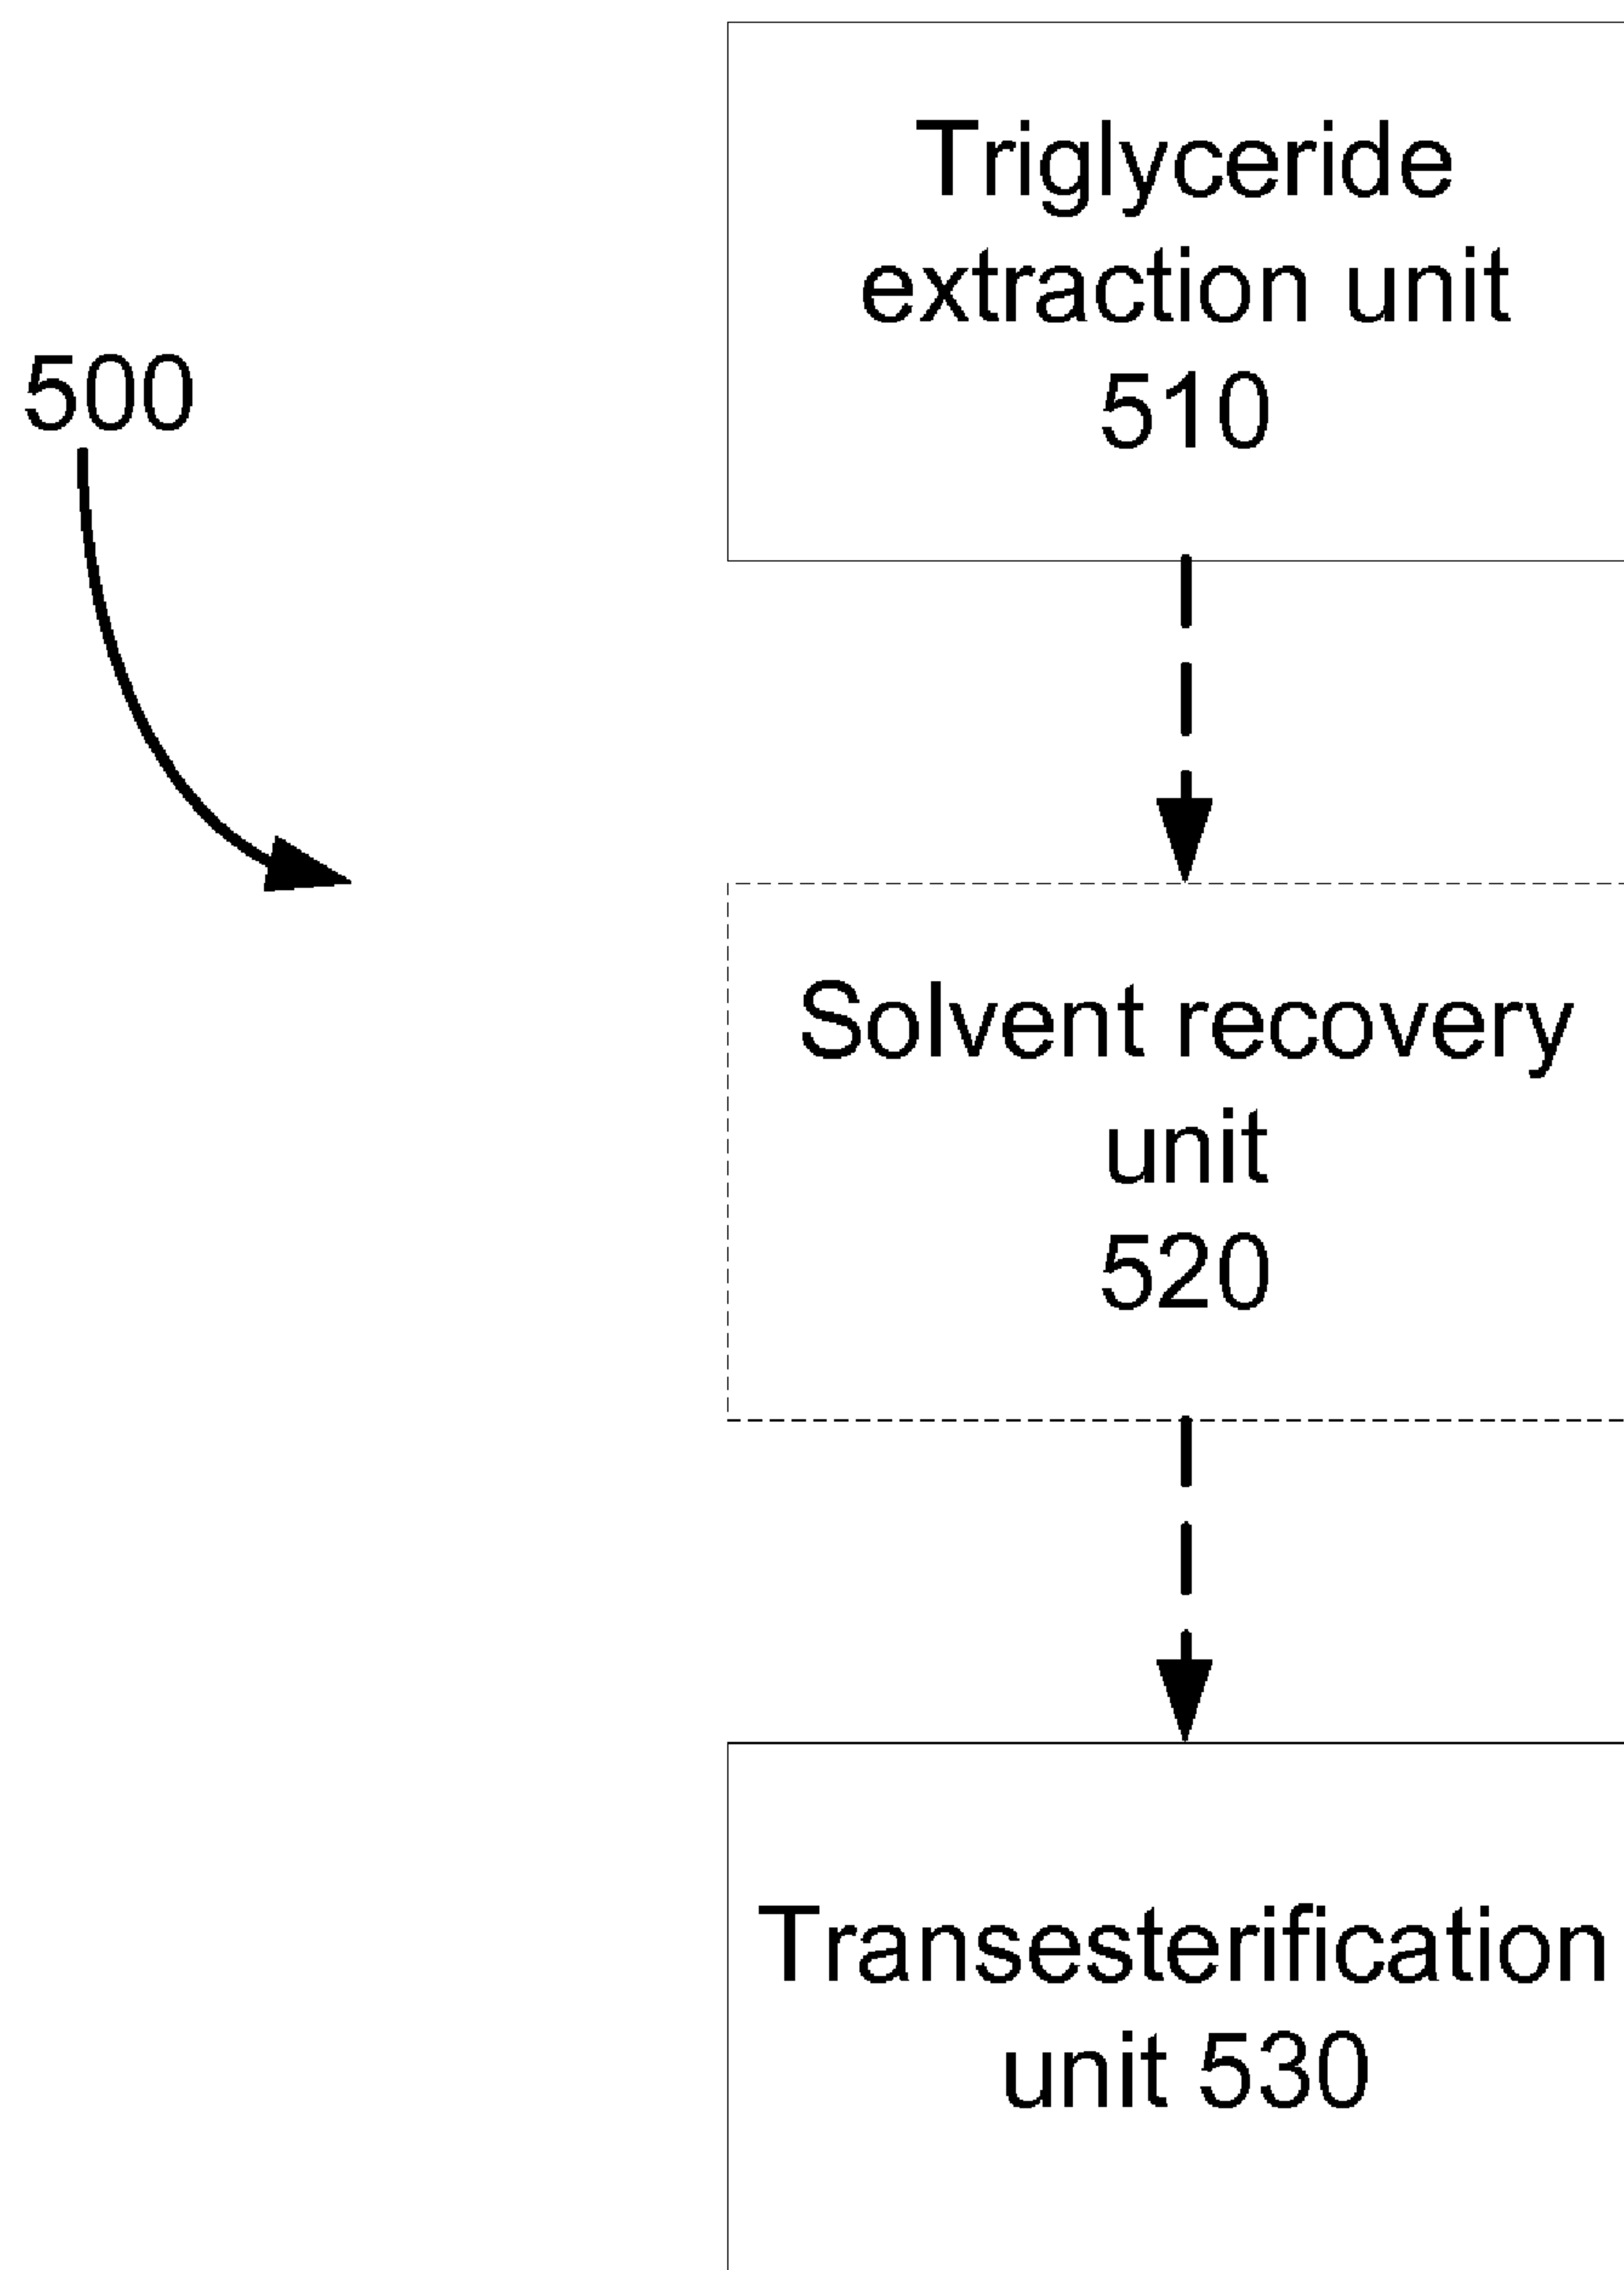 Triglyceride
extraction unit
510
500
Solvent recovery
unit
520
Transesterification
unit 530